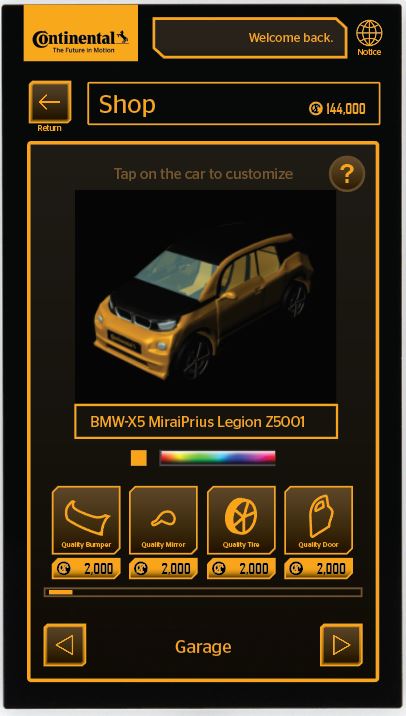 Continental
The Future in Motion
Welcome back.
Notice
Return
Shop
144,000
Tap on the car to customize
?
BMW-X5 MiraiPrius Legion Z5001
Quality Bumper
Quality Mirror
Quality Tire
Quality Door
2,000
2,000
2,000
2,000
Garage